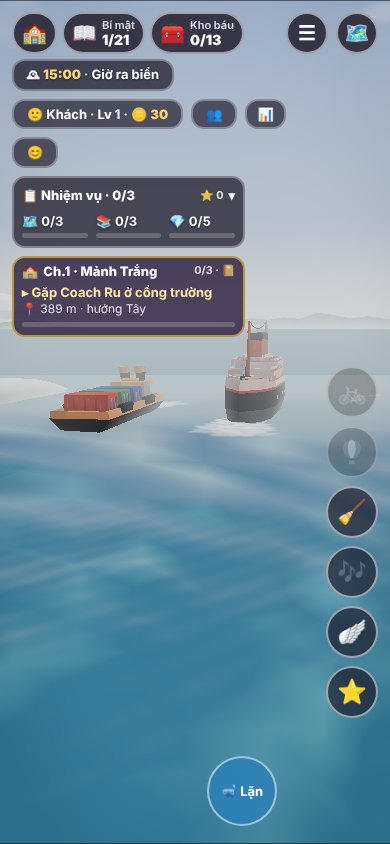 Bí mật
1/21
Kho báu
0/13
15:00 · Giờ ra biển
Khách · Lv 1 · 30
Nhiệm vụ · 0/3
0 ▾
0/3
0/3
0/5
Ch.1 · Mảnh Trắng
0/3 ·
▸ Gặp Coach Ru ở cổng trường
389 m · hướng Tây
Lặn